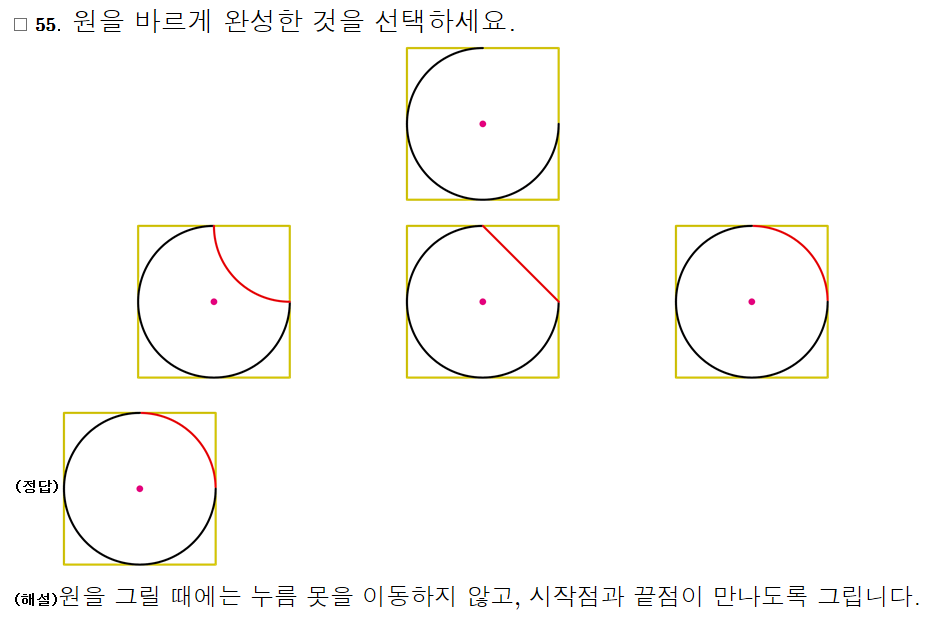 □ 55. 원을 바르게 완성한 것을 선택하세요.
(정답)
(해설)원을 그릴 때에는 누름 못을 이동하지 않고, 시작점과 끝점이 만나도록 그립니다.